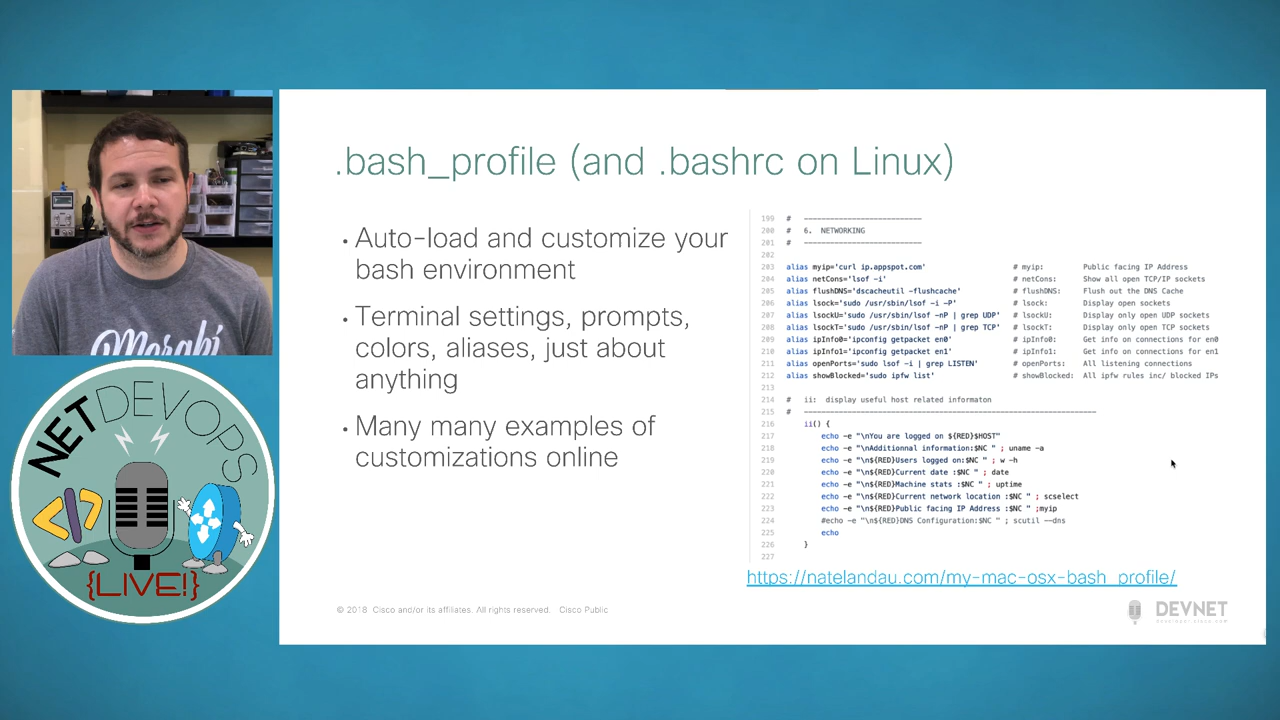 .bash_profile (and .bashrc on Linux)
• Auto-load and customize your
bash environment
• Terminal settings, prompts,
colors, aliases, just about
anything
• Many many examples of
customizations online
199 # ---------------------------
200 # 6. NETWORKING
201 # ---------------------------
202
203 alias myip='curl ip.appspot.com' # myip: Public facing IP Address
204 alias netCons='lsof -i' # netCons: Show all open TCP/IP sockets
205 alias flushDNS='dscacheutil -flushcache' # flushDNS: Flush out the DNS Cache
206 alias lsock='sudo /usr/sbin/lsof -i -P' # lsock: Display open sockets
207 alias lsockU='sudo /usr/sbin/lsof -nP | grep UDP' # lsockU: Display only open UDP sockets
208 alias lsockT='sudo /usr/sbin/lsof -nP | grep TCP' # lsockT: Display only open TCP sockets
209 alias ipInfo0='ipconfig getpacket en0' # ipInfo0: Get info on connections for en0
210 alias ipInfo1='ipconfig getpacket en1' # ipInfo1: Get info on connections for en1
211 alias openPorts='sudo lsof -i | grep LISTEN' # openPorts: All listening connections
212 alias showBlocked='sudo ipfw list' # showBlocked: All ipfw rules inc/ blocked IPs
213
214 # ii: display useful host related informaton
215 # -------------------------------------------------------------------
216 ii() {
217 echo -e "\nYou are logged on ${RED}$HOST"
218 echo -e "\nAdditionnal information:$NC " ; uname -a
219 echo -e "\n${RED}Users logged on:$NC " ; w -h
220 echo -e "\n${RED}Current date :$NC " ; date
221 echo -e "\n${RED}Machine stats :$NC " ; uptime
222 echo -e "\n${RED}Current network location :$NC " ; scselect
223 echo -e "\n${RED}Public facing IP Address :$NC " ;myip
224 #echo -e "\n${RED}DNS Configuration:$NC " ; scutil --dns
225 echo
226 }
227
https://natelandau.com/my-mac-osx-bash_profile/
© 2018 Cisco and/or its affiliates. All rights reserved. Cisco Public
DEVNET
developer.cisco.com
NETDEVOPS
</>
{LIVE!}